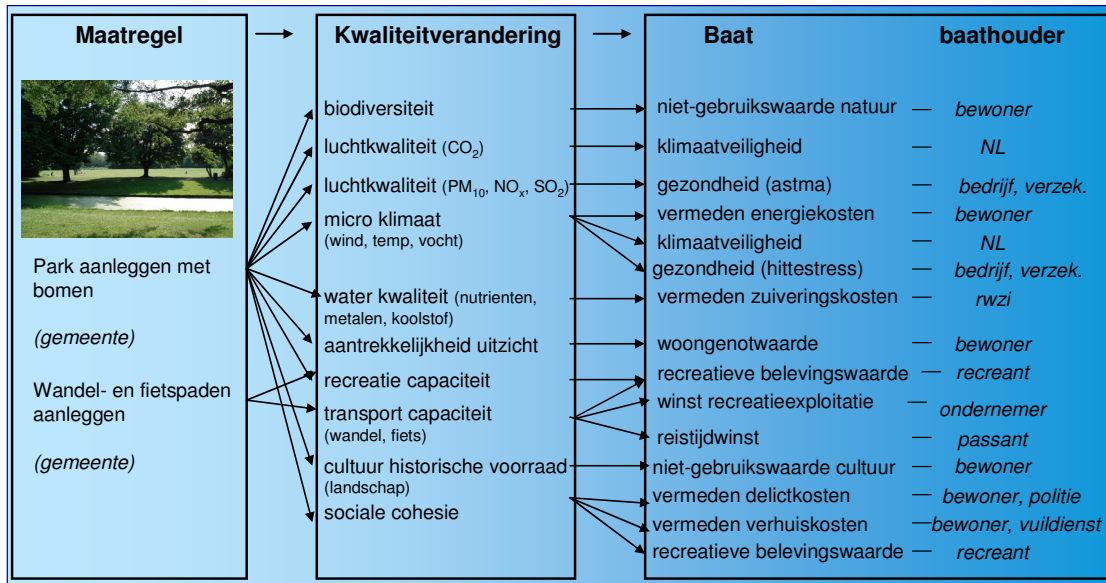 Maatregel
Kwaliteitverandering
Baat
baathouder
Park aanleggen met
bomen
(gemeente)
Wandel- en fietspaden
aanleggen
(gemeente)
biodiversiteit
luchtkwaliteit (CO₂)
luchtkwaliteit (PM₁₀, NOₓ, SO₂)
micro klimaat
(wind, temp, vocht)
water kwaliteit (nutrienten,
metalen, koolstof)
aantrekkelijkheid uitzicht
recreatie capaciteit
transport capaciteit
(wandel, fiets)
cultuur historische voorraad
(landschap)
sociale cohesie
niet-gebruikswaarde natuur — bewoner
klimaatveiligheid — NL
gezondheid (astma) — bedrijf, verzek.
vermeden energiekosten — bewoner
klimaatveiligheid — NL
gezondheid (hittestress) — bedrijf, verzek.
vermeden zuiveringskosten — rwzi
woongenotwaarde — bewoner
recreatieve belevingswaarde — recreant
winst recreatieexploitatie — ondernemer
reistijdwinst — passant
niet-gebruikswaarde cultuur — bewoner
vermeden delictkosten — bewoner, politie
vermeden verhuiskosten — bewoner, vuildienst
recreatieve belevingswaarde — recreant